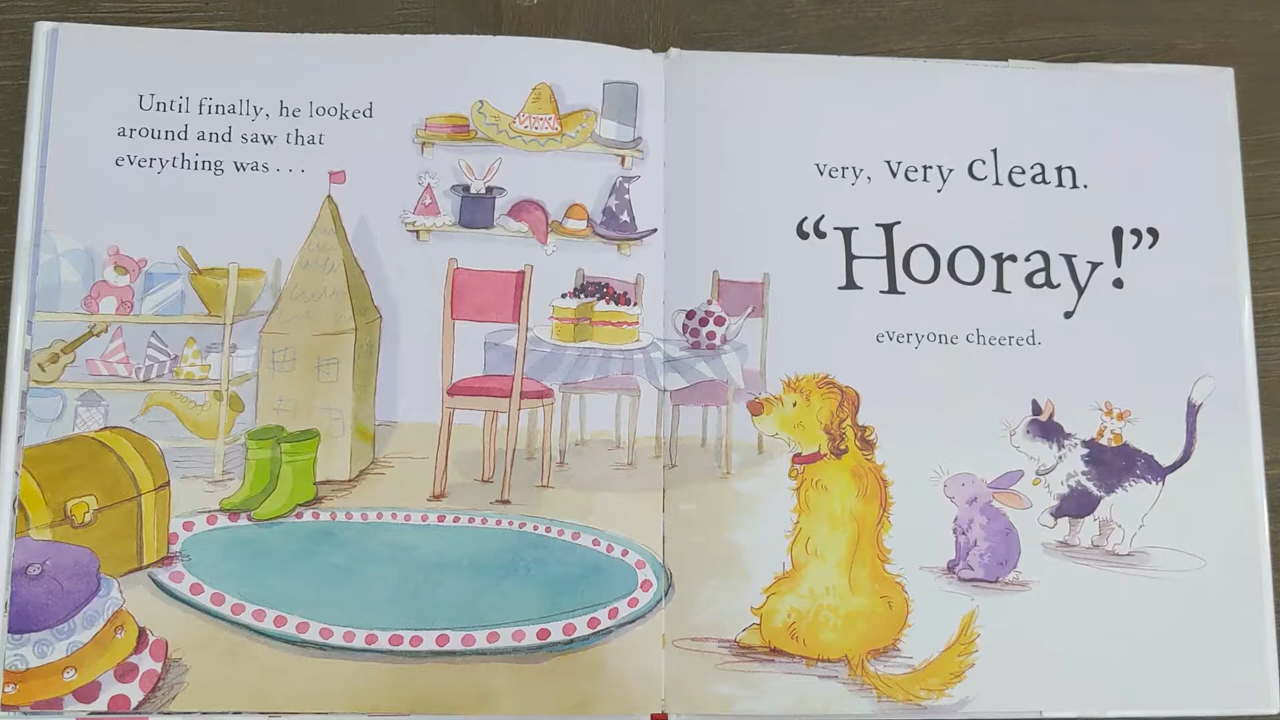 Until finally, he looked
around and saw that
everything was . . .
very, very clean.
“Hooray!”
everyone cheered.